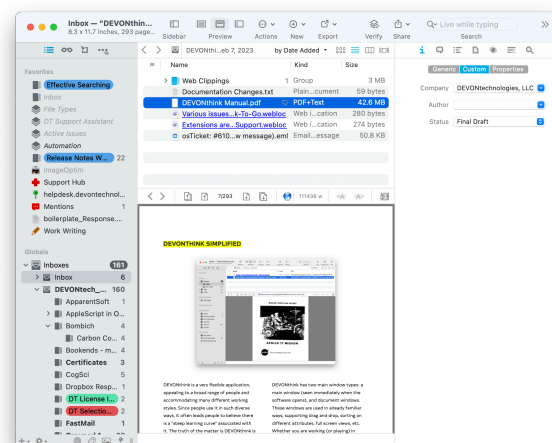 Inbox — "DEVONthin...
8.3 x 11.7 inches, 293 page...
Sidebar
Preview
Actions
New
Export
Verify
Share
Live while typing
Search
DEVONthi...eb 7, 2023
by Date Added
Name
Kind
Size
Web Clippings
1
Group
3 MB
Documentation Changes.txt
Plain...cument
59 bytes
DEVONthink Manual.pdf
PDF+Text
42.6 MB
Various issues...k-To-Go.webloc
Web i...cation
280 bytes
Extensions are...Support.webloc
Web i...cation
274 bytes
osTicket: #610...w message).eml
Email...essage
50.8 KB
Generic
Custom
Properties
Company
DEVONtechnologies, LLC
Author
Status
Final Draft
Favorites
Effective Searching
Inbox
File Types
DT Support Assistant
Active Issues
Automation
Release Notes W...
22
ImageOptim
Support Hub
helpdesk.devontechnol...
Mentions
1
boilerplate_Response....
Work Writing
Globals
Inboxes
161
Inbox
6
DEVONtech_...
160
ApparentSoft
1
AppleScript in O...
Bombich
4
Carbon Co...
4
Bookends - m...
4
Certificates
3
CogSci
5
Dropbox Resp...
1
DT License I...
2
DT Selectio...
2
FastMail
1
7/293
111436 w
DEVONTHINK SIMPLIFIED
DEVONthink is a very flexible application,
appealing to a broad range of people and
accommodating many different working
styles. Since people use it in such diverse
ways, it often leads people to believe there
is a "steep learning curve" associated with
it. The truth of the matter is DEVONthink is
DEVONthink has two main window types: a
main window (seen immediately when the
software opens), and document windows.
These windows are used in already familiar
ways, supporting drag and drop, sorting on
different attributes, full screen views, etc.
Whether you are working (or playing) in